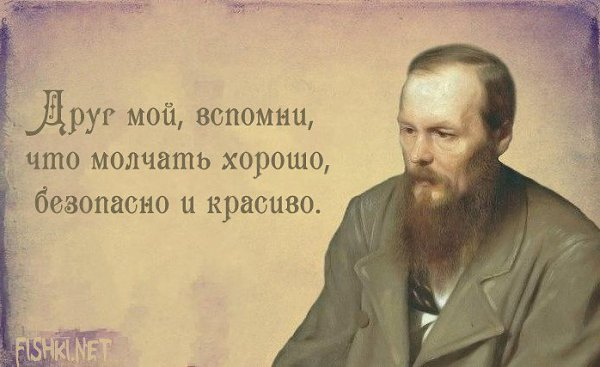 Друг мой, вспомни,
что молчать хорошо,
безопасно и красиво.
FISHKI.NET